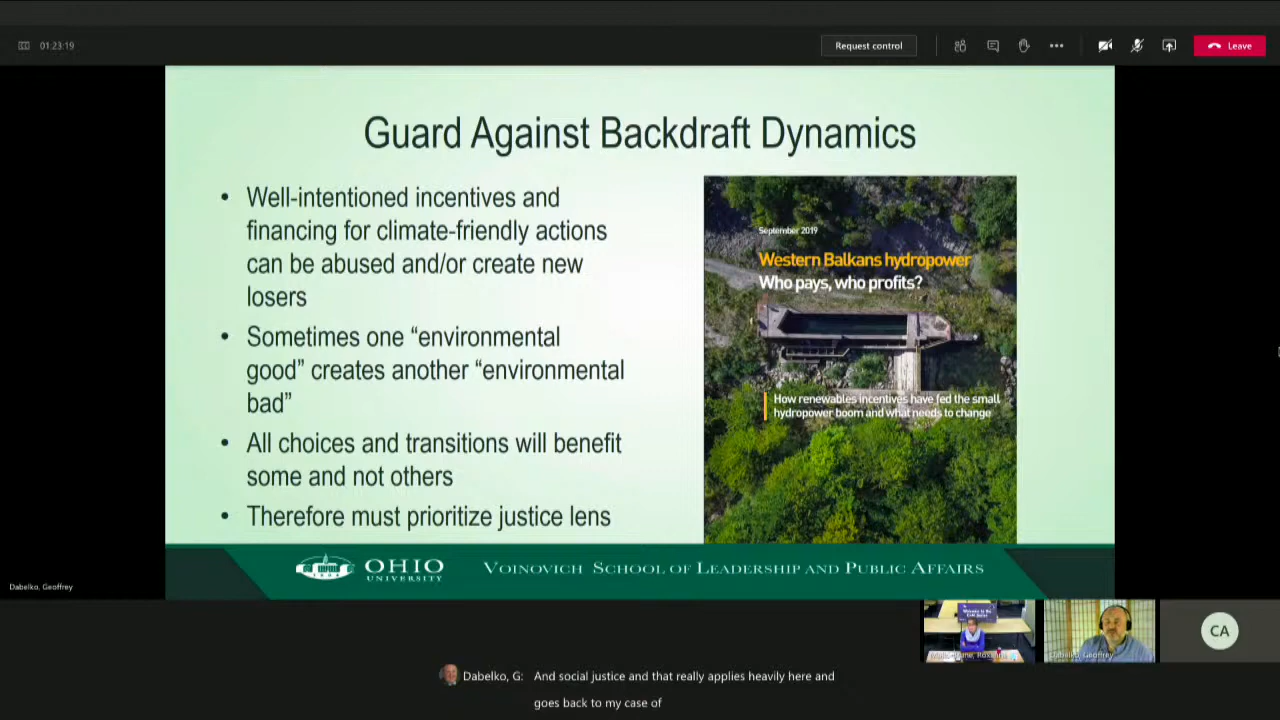 01:23:19
Request control
Leave
Guard Against Backdraft Dynamics
• Well-intentioned incentives and
financing for climate-friendly actions
can be abused and/or create new
losers
• Sometimes one “environmental
good” creates another “environmental
bad”
• All choices and transitions will benefit
some and not others
• Therefore must prioritize justice lens
September 2019
Western Balkans hydropower
Who pays, who profits?
How renewables incentives have fed the small
hydropower boom and what needs to change
OHIO
UNIVERSITY
VOINOVICH SCHOOL OF LEADERSHIP AND PUBLIC AFFAIRS
Dabelko, Geoffrey
Welcome to the
Dabelko, Geoffrey
CA
Dabelko, G: And social justice and that really applies heavily here and
goes back to my case of